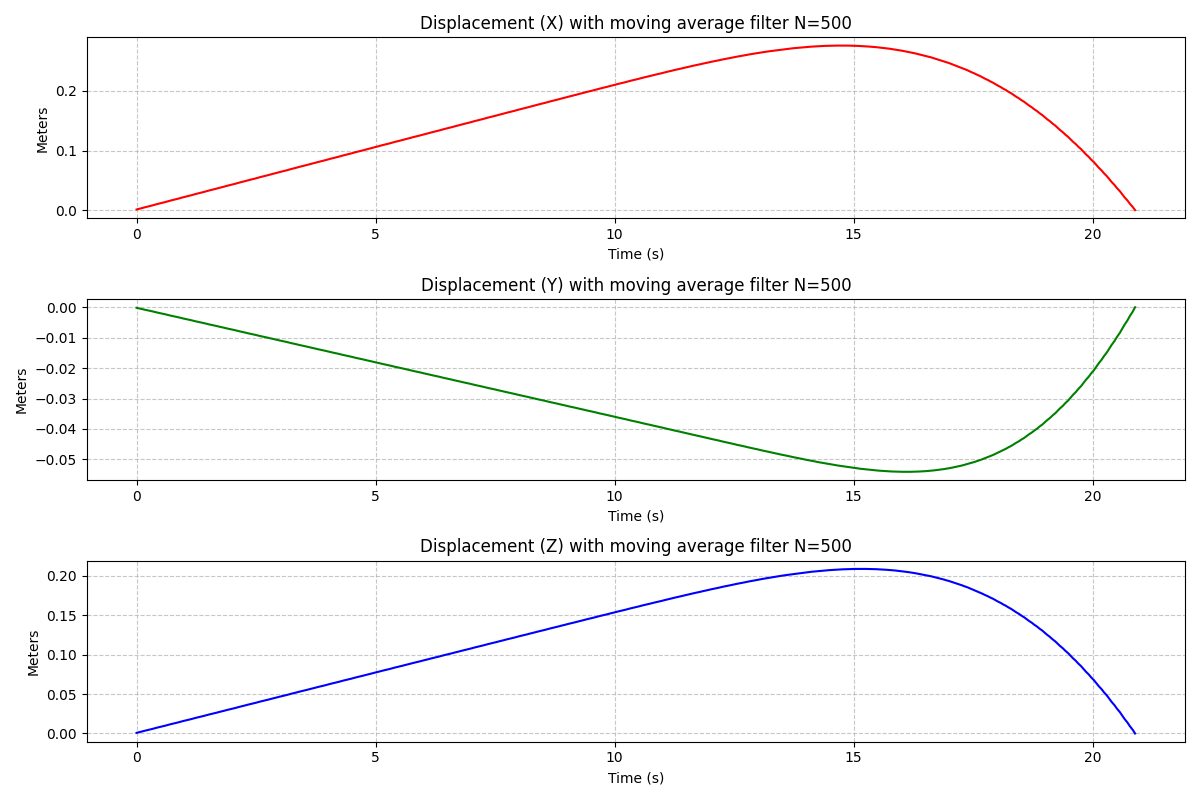 Displacement (X) with moving average filter N=500
Meters
0.2
0.1
0.0
0 5 10 15 20
Time (s)
Displacement (Y) with moving average filter N=500
Meters
0.00
−0.01
−0.02
−0.03
−0.04
−0.05
0 5 10 15 20
Time (s)
Displacement (Z) with moving average filter N=500
Meters
0.20
0.15
0.10
0.05
0.00
0 5 10 15 20
Time (s)